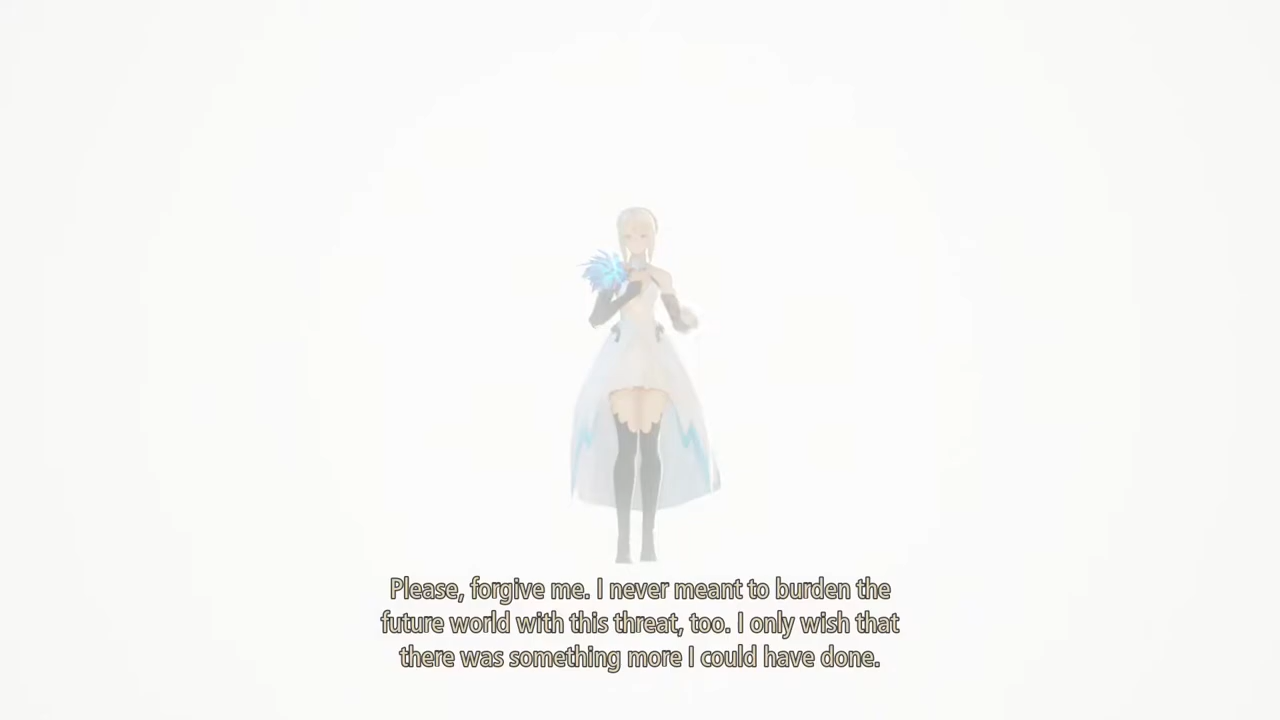 Please, forgive me. I never meant to burden the
future world with this threat, too. I only wish that
there was something more I could have done.